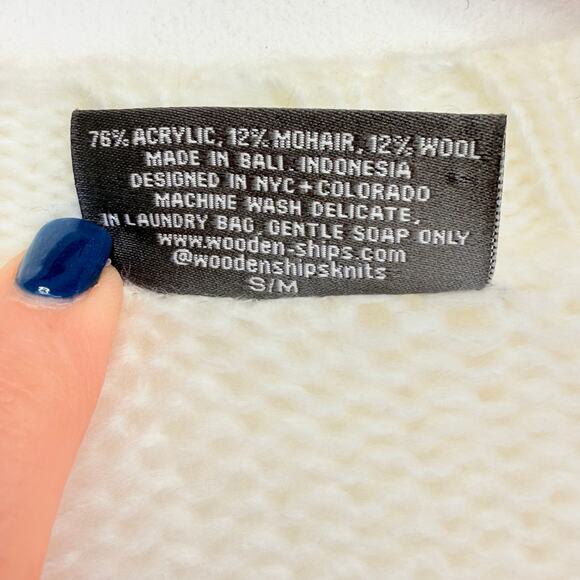 76% ACRYLIC, 12% MOHAIR, 12% WOOL
MADE IN BALI, INDONESIA
DESIGNED IN NYC + COLORADO
MACHINE WASH DELICATE,
IN LAUNDRY BAG, GENTLE SOAP ONLY
www.wooden-ships.com
@woodenshipsknits
S/M